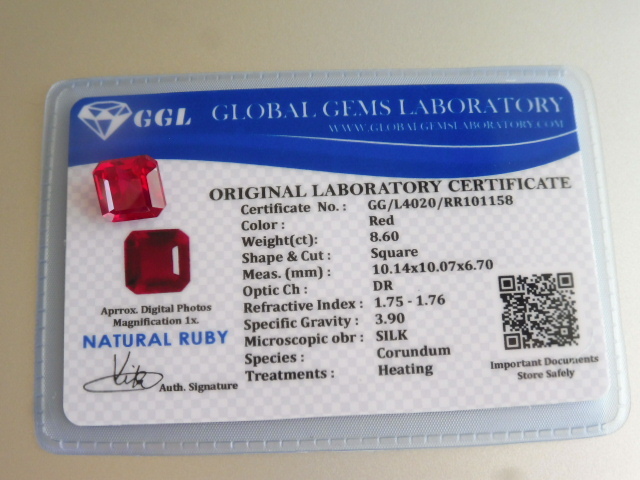 GGL GLOBAL GEMS LABORATORY
WWW.GLOBALGEMSLABORATORY.COM
ORIGINAL LABORATORY CERTIFICATE
Certificate No. : GG/L4020/RR101158
Color : Red
Weight(ct): 8.60
Shape & Cut : Square
Meas. (mm) : 10.14x10.07x6.70
Optic Ch : DR
Refractive Index : 1.75 - 1.76
Specific Gravity : 3.90
Microscopic obr : SILK
Species : Corundum
Treatments : Heating
Aprrox. Digital Photos
Magnification 1x.
NATURAL RUBY
Auth. Signature
Important Documents
Store Safely